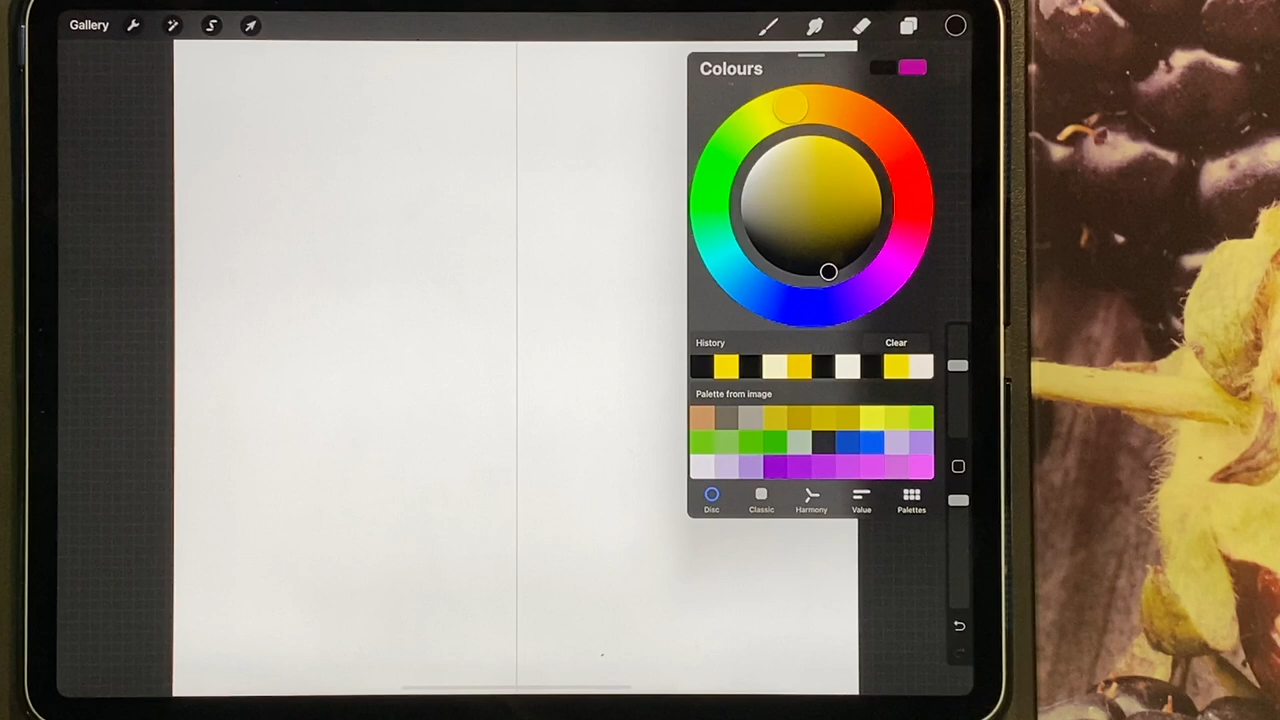 Gallery
Colours
History Clear
Palette from image
Disc Classic Harmony Value Palettes